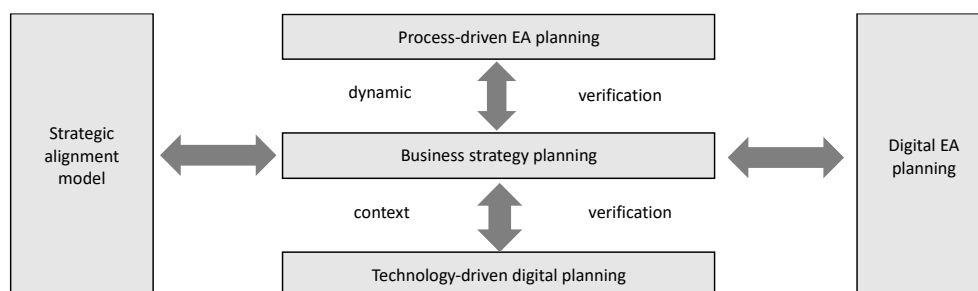 Process-driven EA planning
dynamic
verification
Strategic
alignment
model
Business strategy planning
Digital EA
planning
context
verification
Technology-driven digital planning